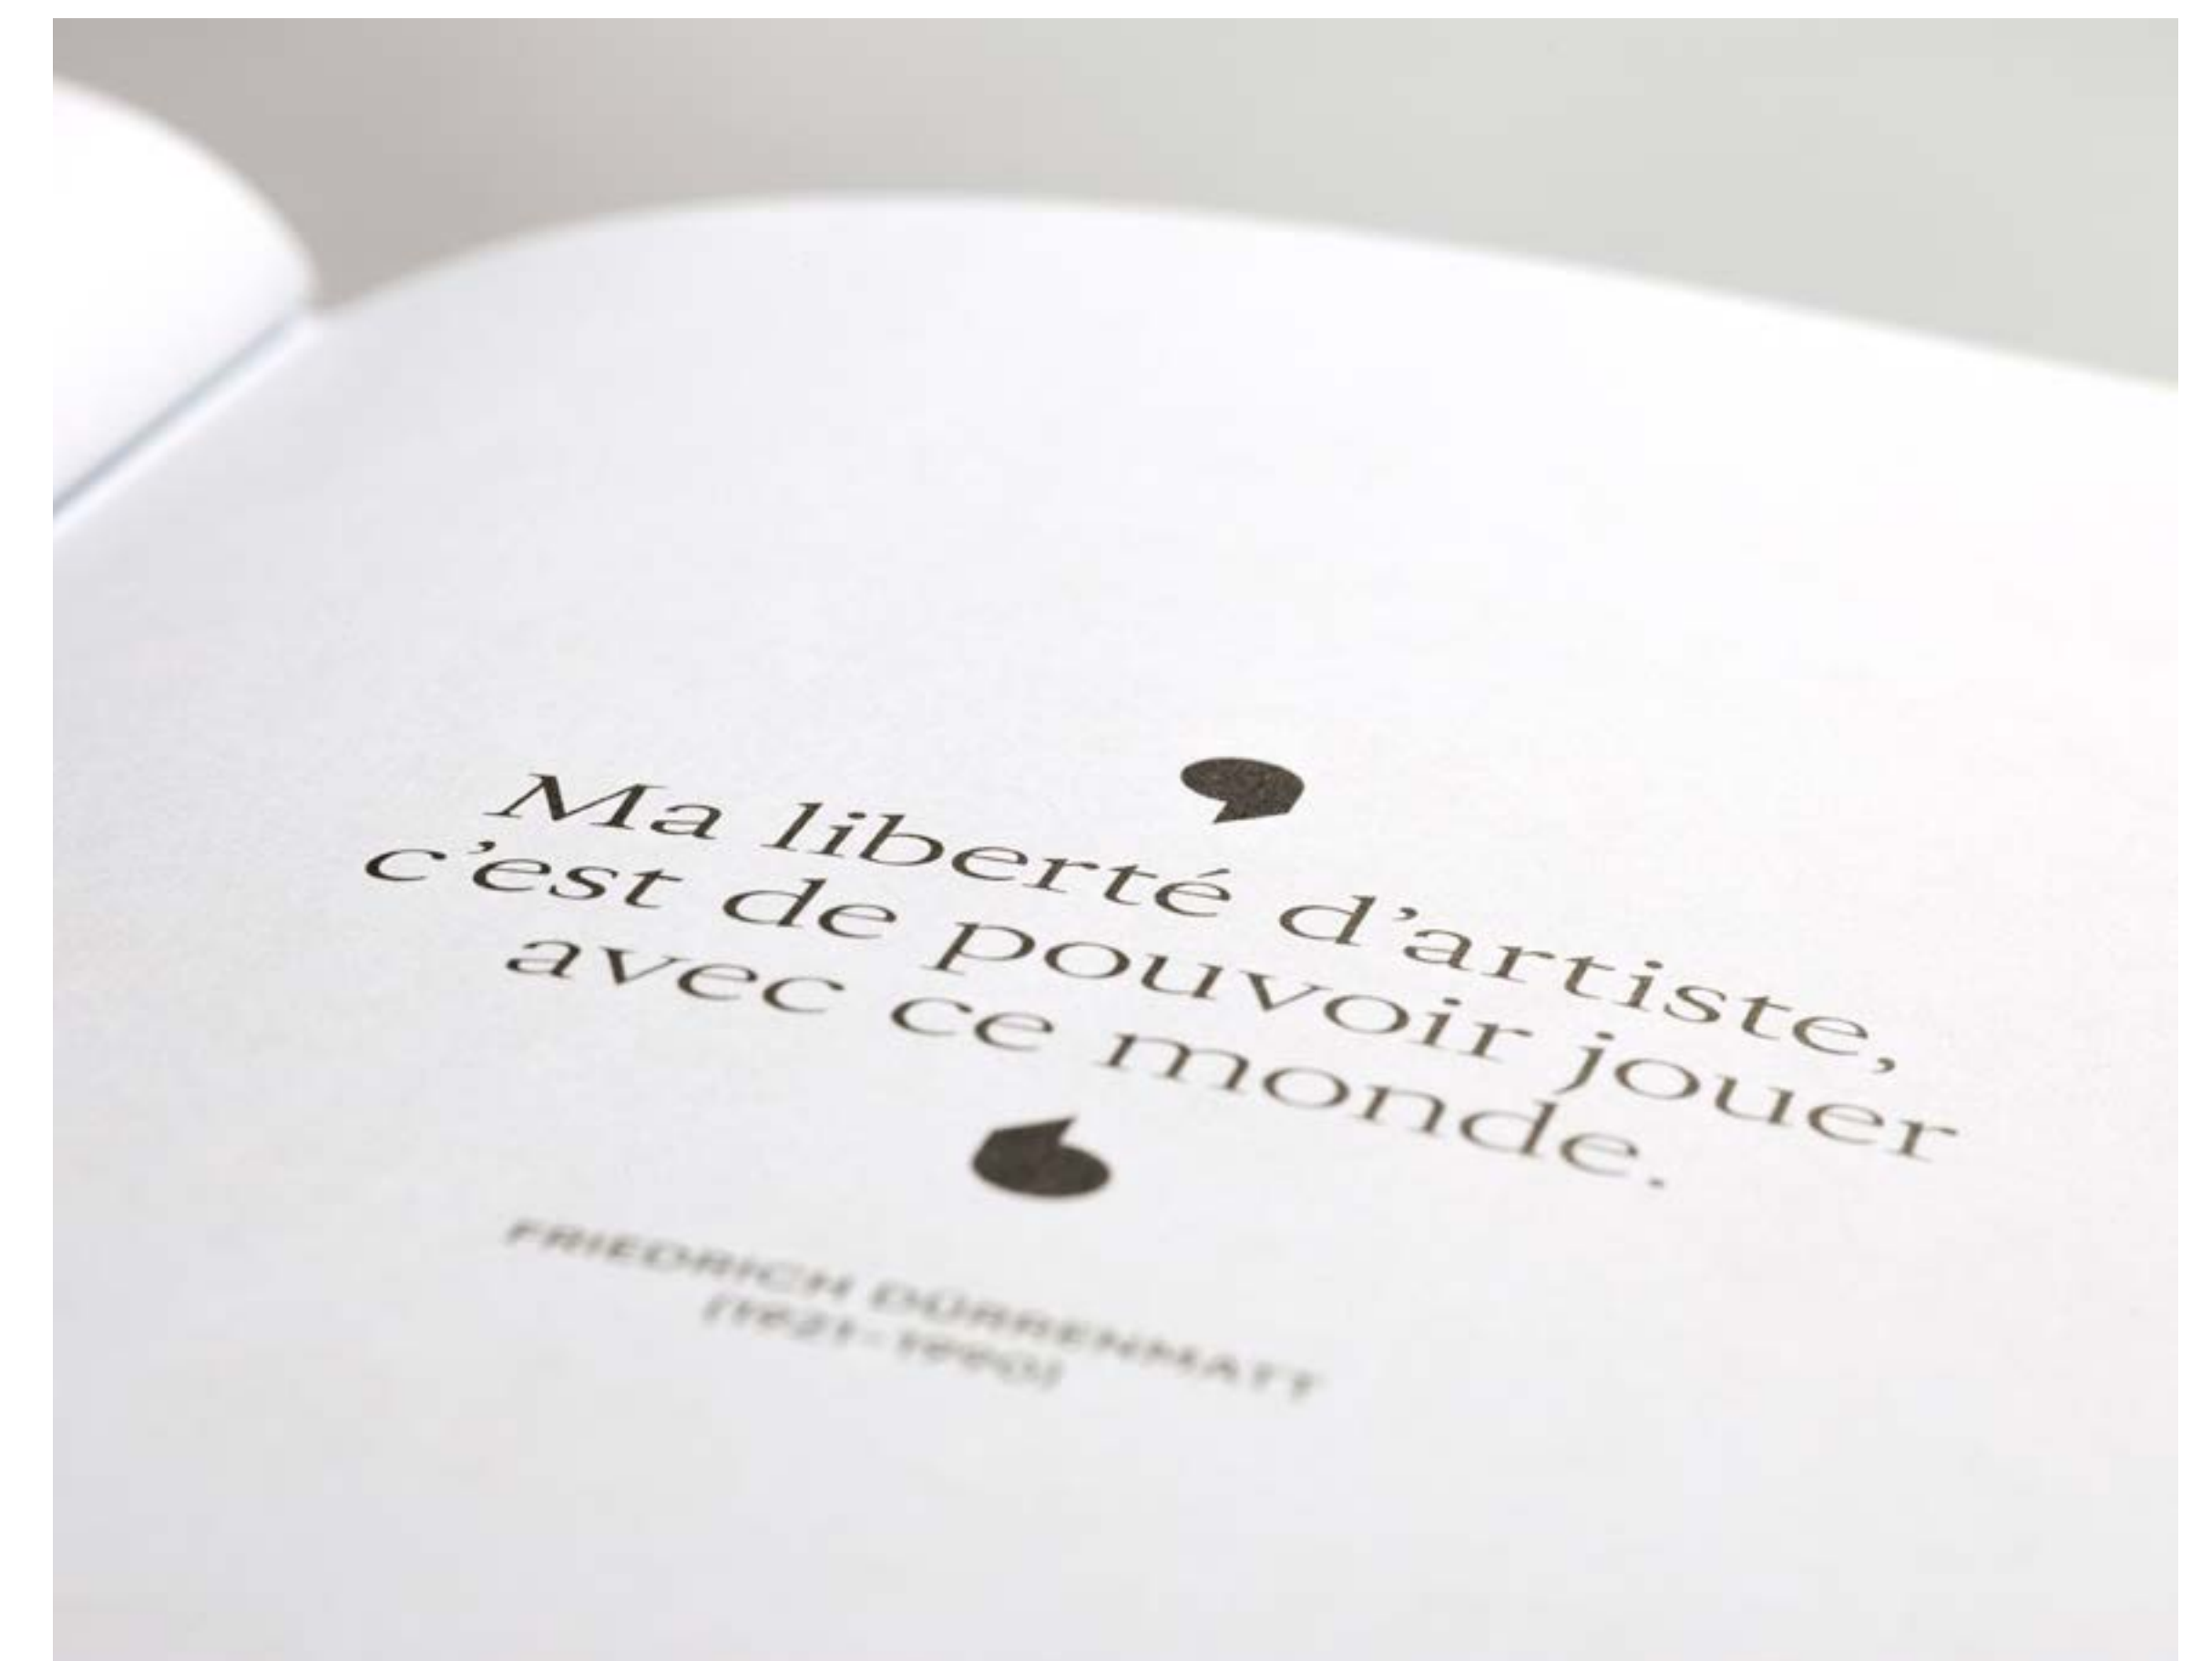 Ma liberté d’artiste,
c’est de pouvoir jouer
avec ce monde.
FRIEDRICH DÜRRENMATT
(1921–1990)